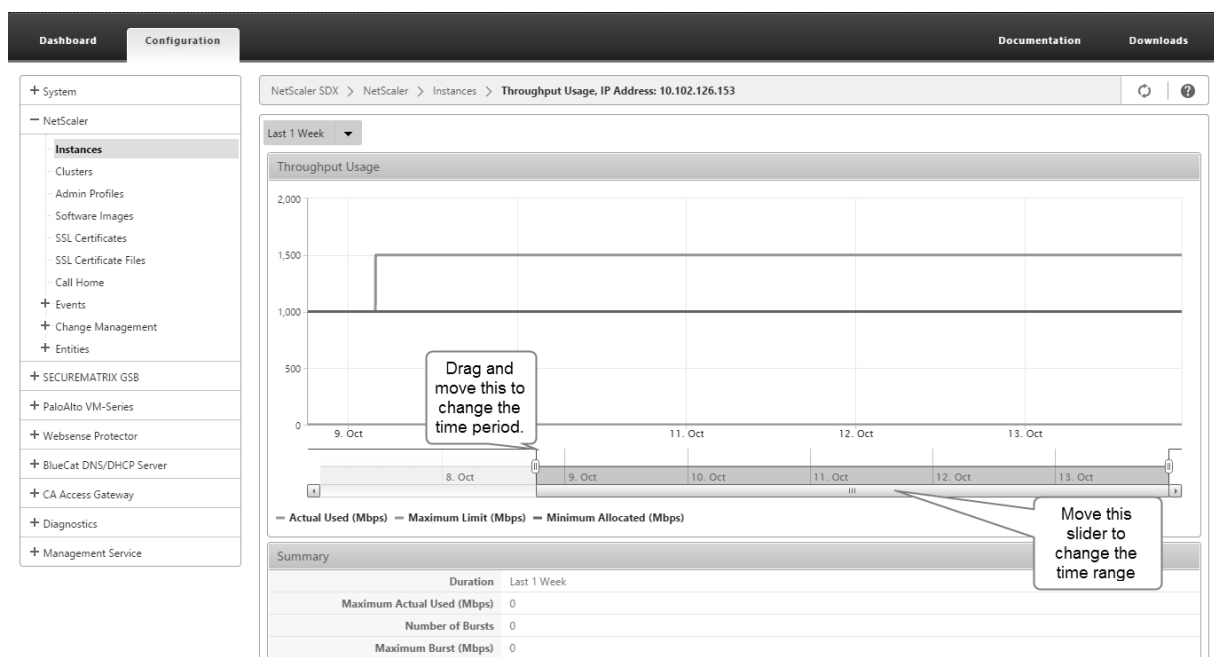 Dashboard
Configuration
Documentation
Downloads
+ System
− NetScaler
Instances
Clusters
Admin Profiles
Software Images
SSL Certificates
SSL Certificate Files
Call Home
+ Events
+ Change Management
+ Entities
+ SECUREMATRIX GSB
+ PaloAlto VM-Series
+ Websense Protector
+ BlueCat DNS/DHCP Server
+ CA Access Gateway
+ Diagnostics
+ Management Service
NetScaler SDX > NetScaler > Instances > Throughput Usage, IP Address: 10.102.126.153
Last 1 Week
Throughput Usage
2,000
1,500
1,000
500
0
9. Oct
11. Oct
12. Oct
13. Oct
Drag and
move this to
change the
time period.
8. Oct
9. Oct
10. Oct
11. Oct
12. Oct
13. Oct
Move this
slider to
change the
time range
Actual Used (Mbps) Maximum Limit (Mbps) Minimum Allocated (Mbps)
Summary
Duration Last 1 Week
Maximum Actual Used (Mbps) 0
Number of Bursts 0
Maximum Burst (Mbps) 0